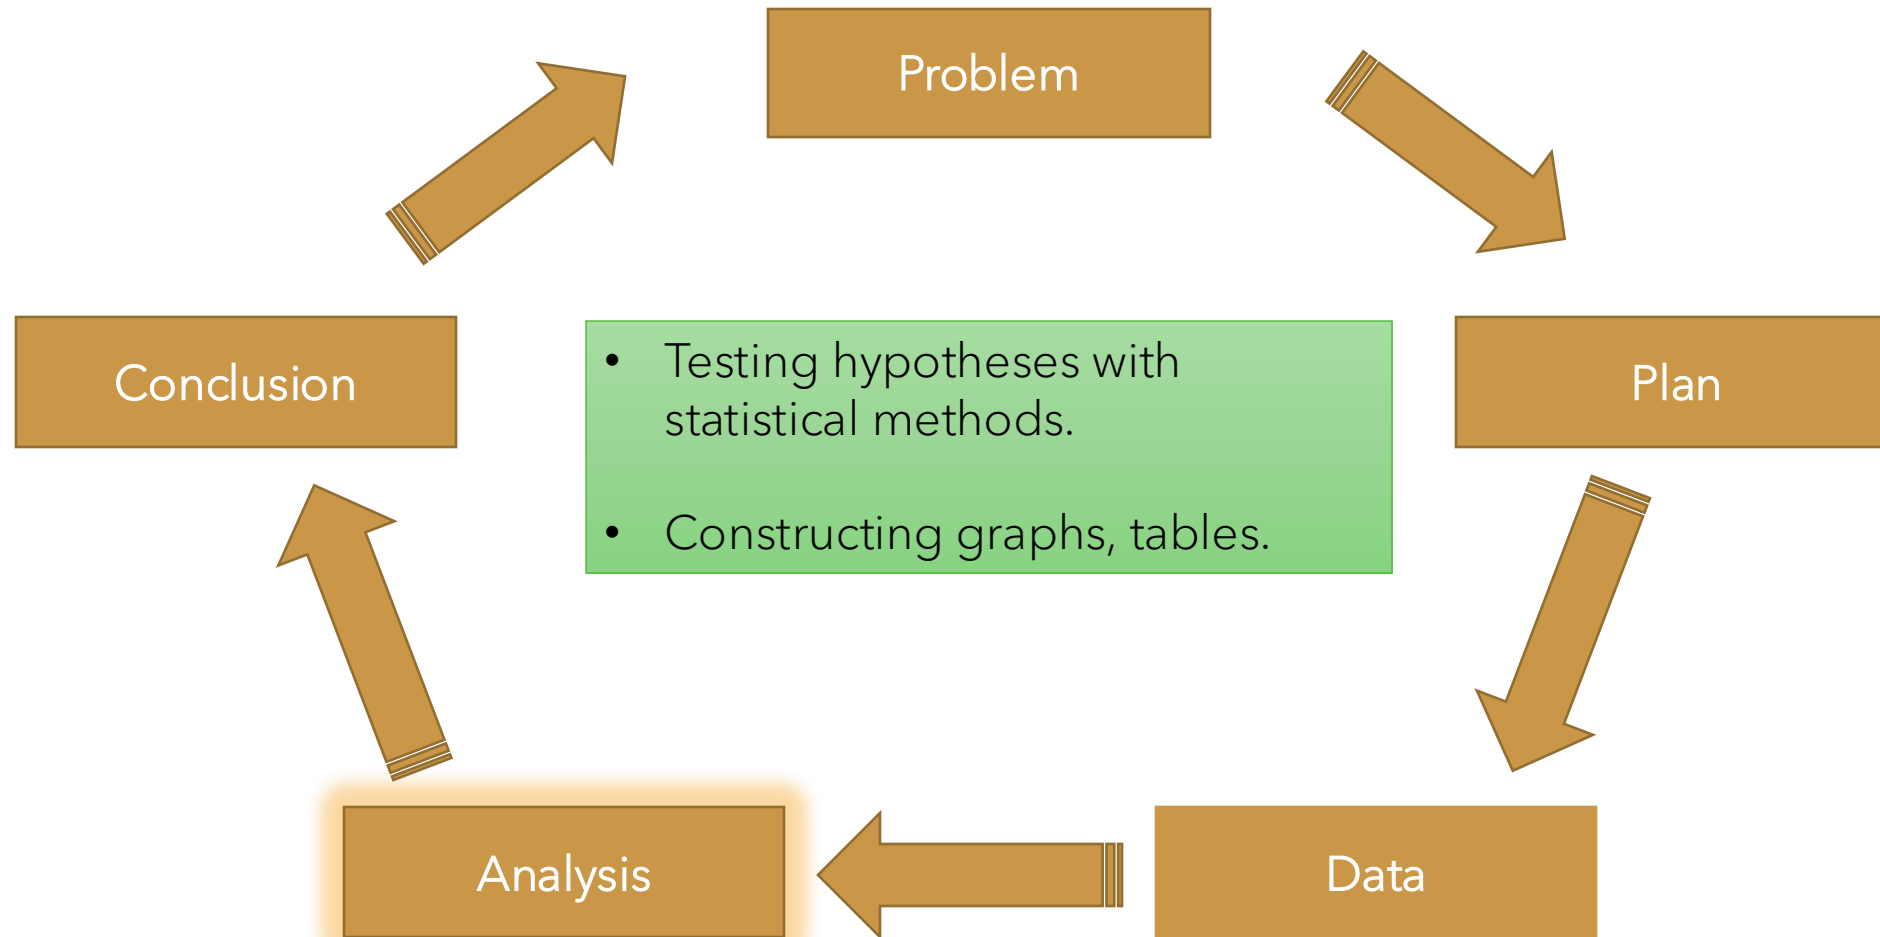 Problem
Conclusion
• Testing hypotheses with
statistical methods.
• Constructing graphs, tables.
Plan
Analysis
Data